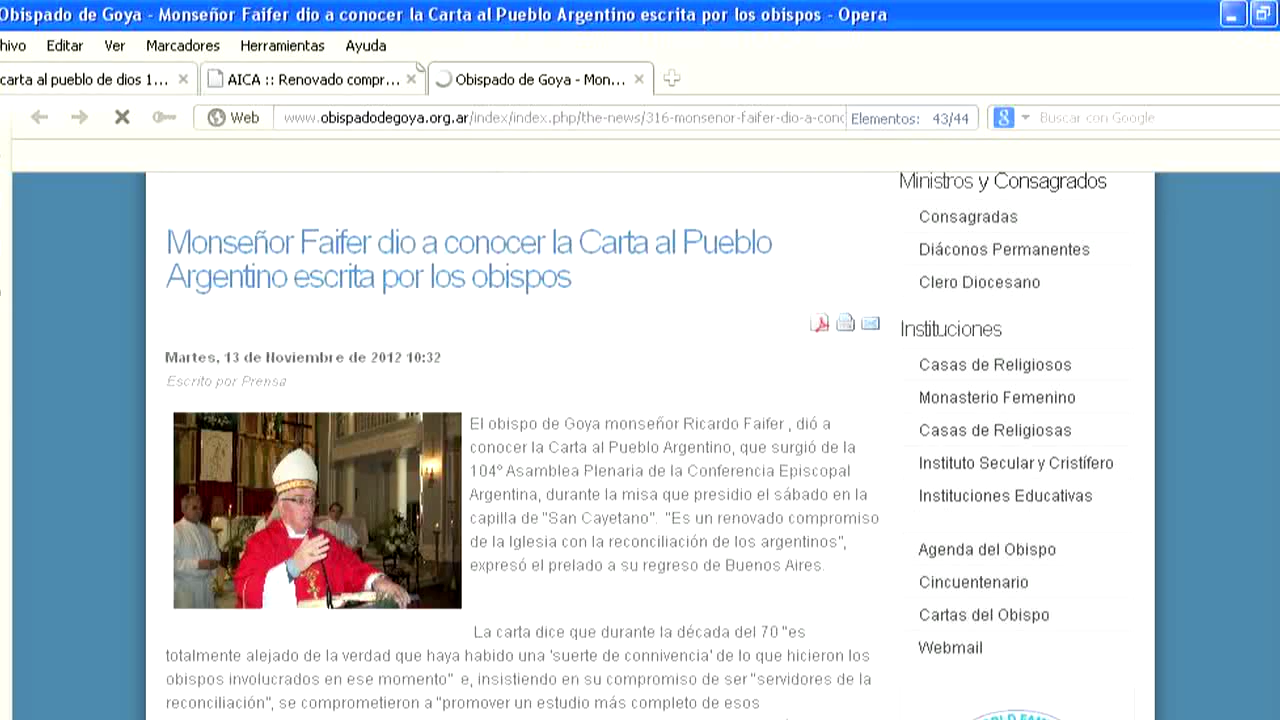 Obispado de Goya - Monseñor Faifer dio a conocer la Carta al Pueblo Argentino escrita por los obispos - Opera
hivo Editar Ver Marcadores Herramientas Ayuda
carta al pueblo de dios 1... AICA :: Renovado compr... Obispado de Goya - Mon...
Web www.obispadodegoya.org.ar/index/index.php/the-news/316-monsenor-faifer-dio-a-conc Elementos: 43/44 Buscar con Google
Monseñor Faifer dio a conocer la Carta al Pueblo
Argentino escrita por los obispos
Martes, 13 de Noviembre de 2012 10:32
Escrito por Prensa
El obispo de Goya monseñor Ricardo Faifer , dió a
conocer la Carta al Pueblo Argentino, que surgió de la
104º Asamblea Plenaria de la Conferencia Episcopal
Argentina, durante la misa que presidio el sábado en la
capilla de "San Cayetano". "Es un renovado compromiso
de la Iglesia con la reconciliación de los argentinos",
expresó el prelado a su regreso de Buenos Aires.
La carta dice que durante la década del 70 "es
totalmente alejado de la verdad que haya habido una 'suerte de connivencia' de lo que hicieron los
obispos involucrados en ese momento" e, insistiendo en su compromiso de ser "servidores de la
reconciliación", se comprometieron a "promover un estudio más completo de esos
Ministros y Consagrados
Consagradas
Diáconos Permanentes
Clero Diocesano
Instituciones
Casas de Religiosos
Monasterio Femenino
Casas de Religiosas
Instituto Secular y Cristífero
Instituciones Educativas
Agenda del Obispo
Cincuentenario
Cartas del Obispo
Webmail